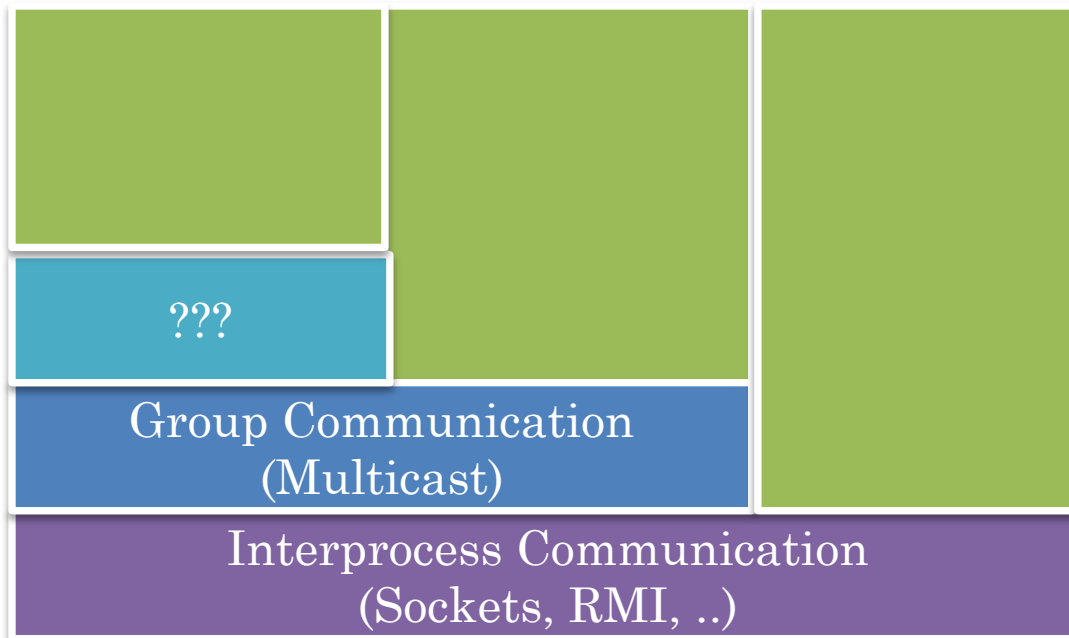 ???
Group Communication
(Multicast)
Interprocess Communication
(Sockets, RMI, ..)